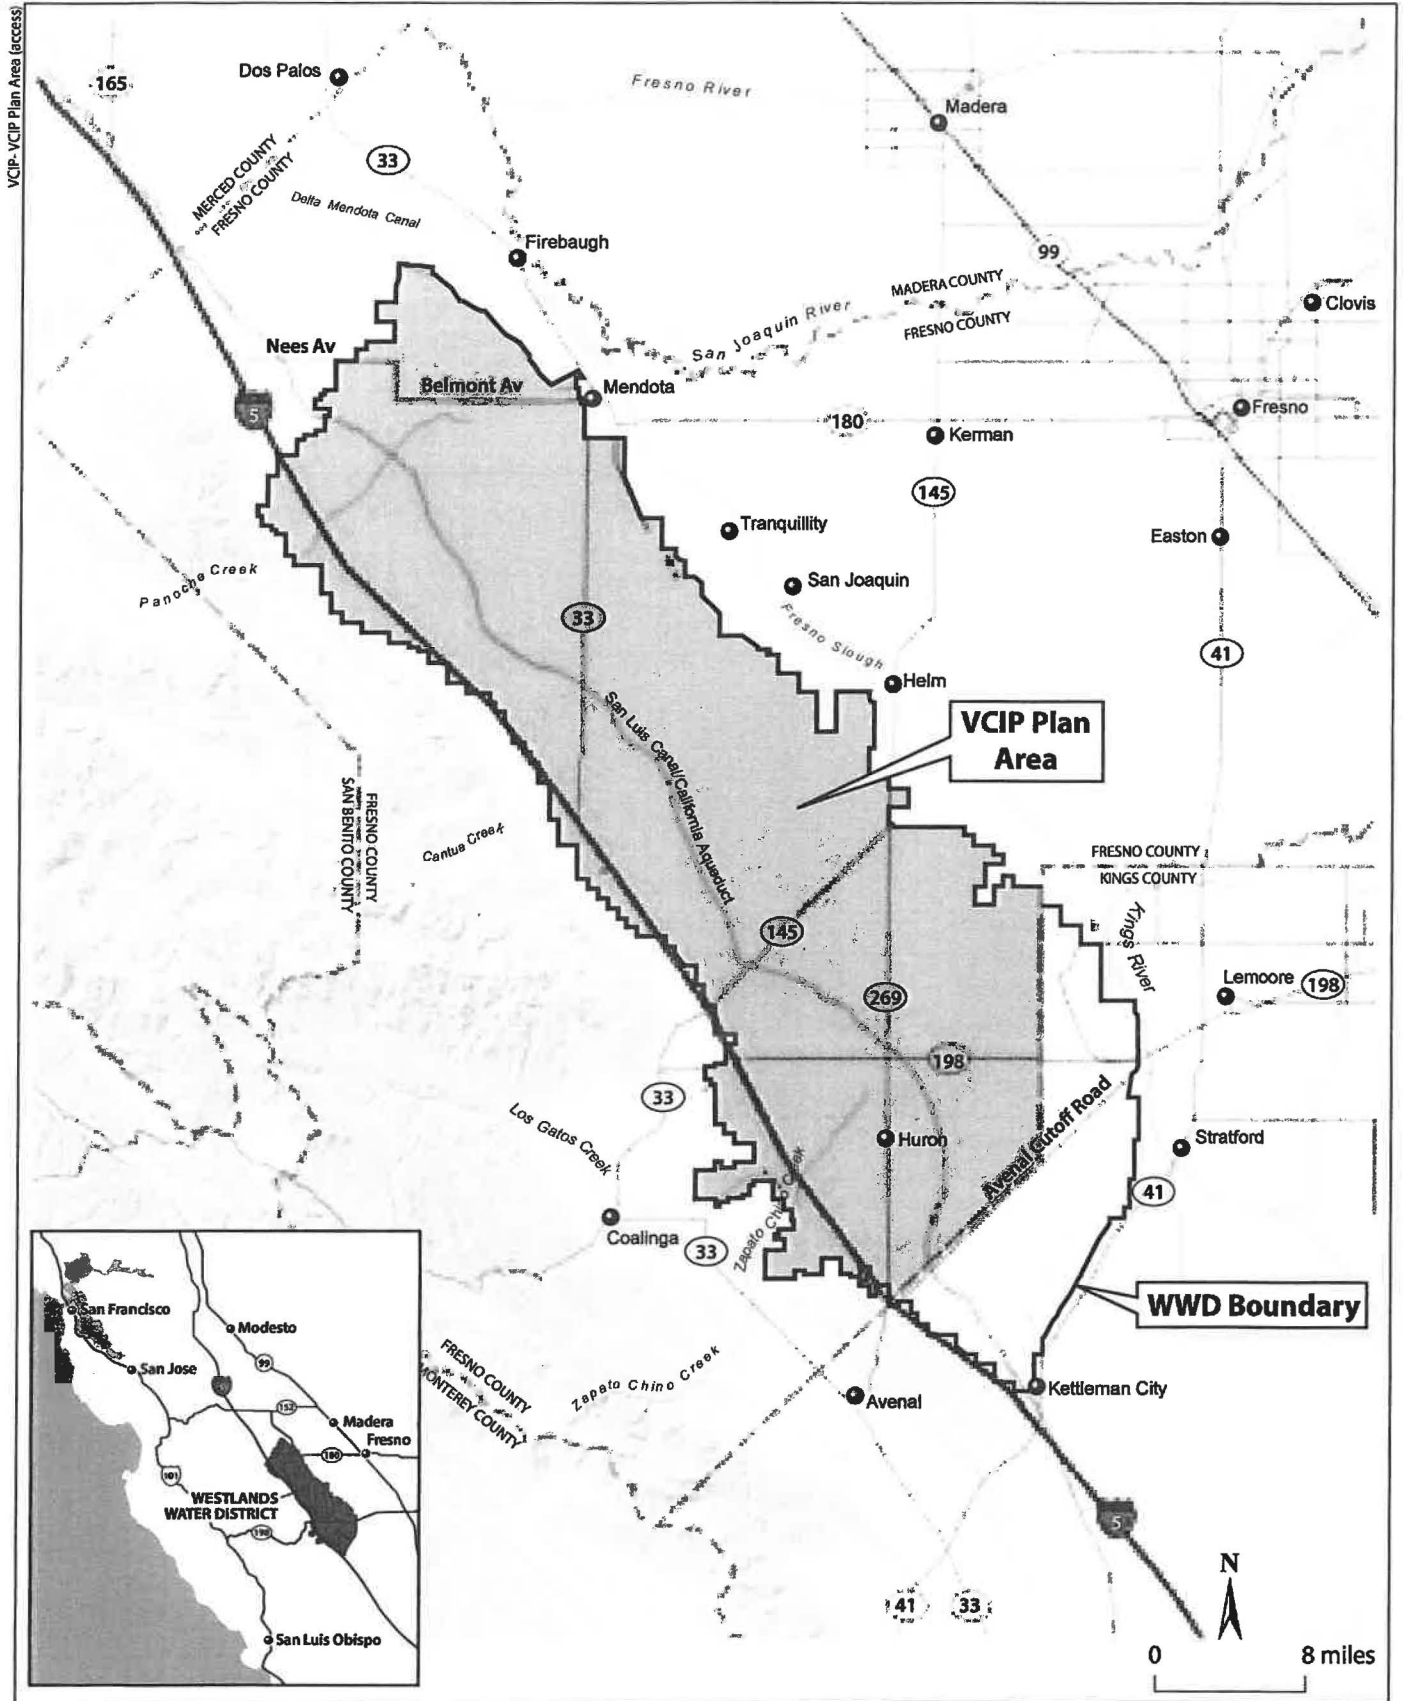 VCIP- VCIP Plan Area (access)
165
Dos Palos
Fresno River
Madera
33
MERCED COUNTY
FRESNO COUNTY
Delta Mendota Canal
Firebaugh
99
MADERA COUNTY
FRESNO COUNTY
Clovis
San Joaquin River
Nees Av
Belmont Av
Mendota
5
180
Fresno
Kerman
145
Tranquillity
Easton
Panoche Creek
San Joaquin
33
Fresno Slough
41
Helm
San Luis Canal/California Aqueduct
VCIP Plan
Area
FRESNO COUNTY
SAN BENITO COUNTY
Cantua Creek
FRESNO COUNTY
KINGS COUNTY
Kings River
145
Lemoore
198
269
198
33
Los Gatos Creek
Huron
Avenal Cutoff Road
Stratford
41
Zapato Chino Creek
Coalinga
33
WWD Boundary
FRESNO COUNTY
MONTEREY COUNTY
Zapato Chino Creek
Avenal
Kettleman City
5
41
33
N
0
8 miles
San Francisco
Modesto
99
San Jose
152
Madera
Fresno
180
101
WESTLANDS
WATER DISTRICT
198
San Luis Obispo